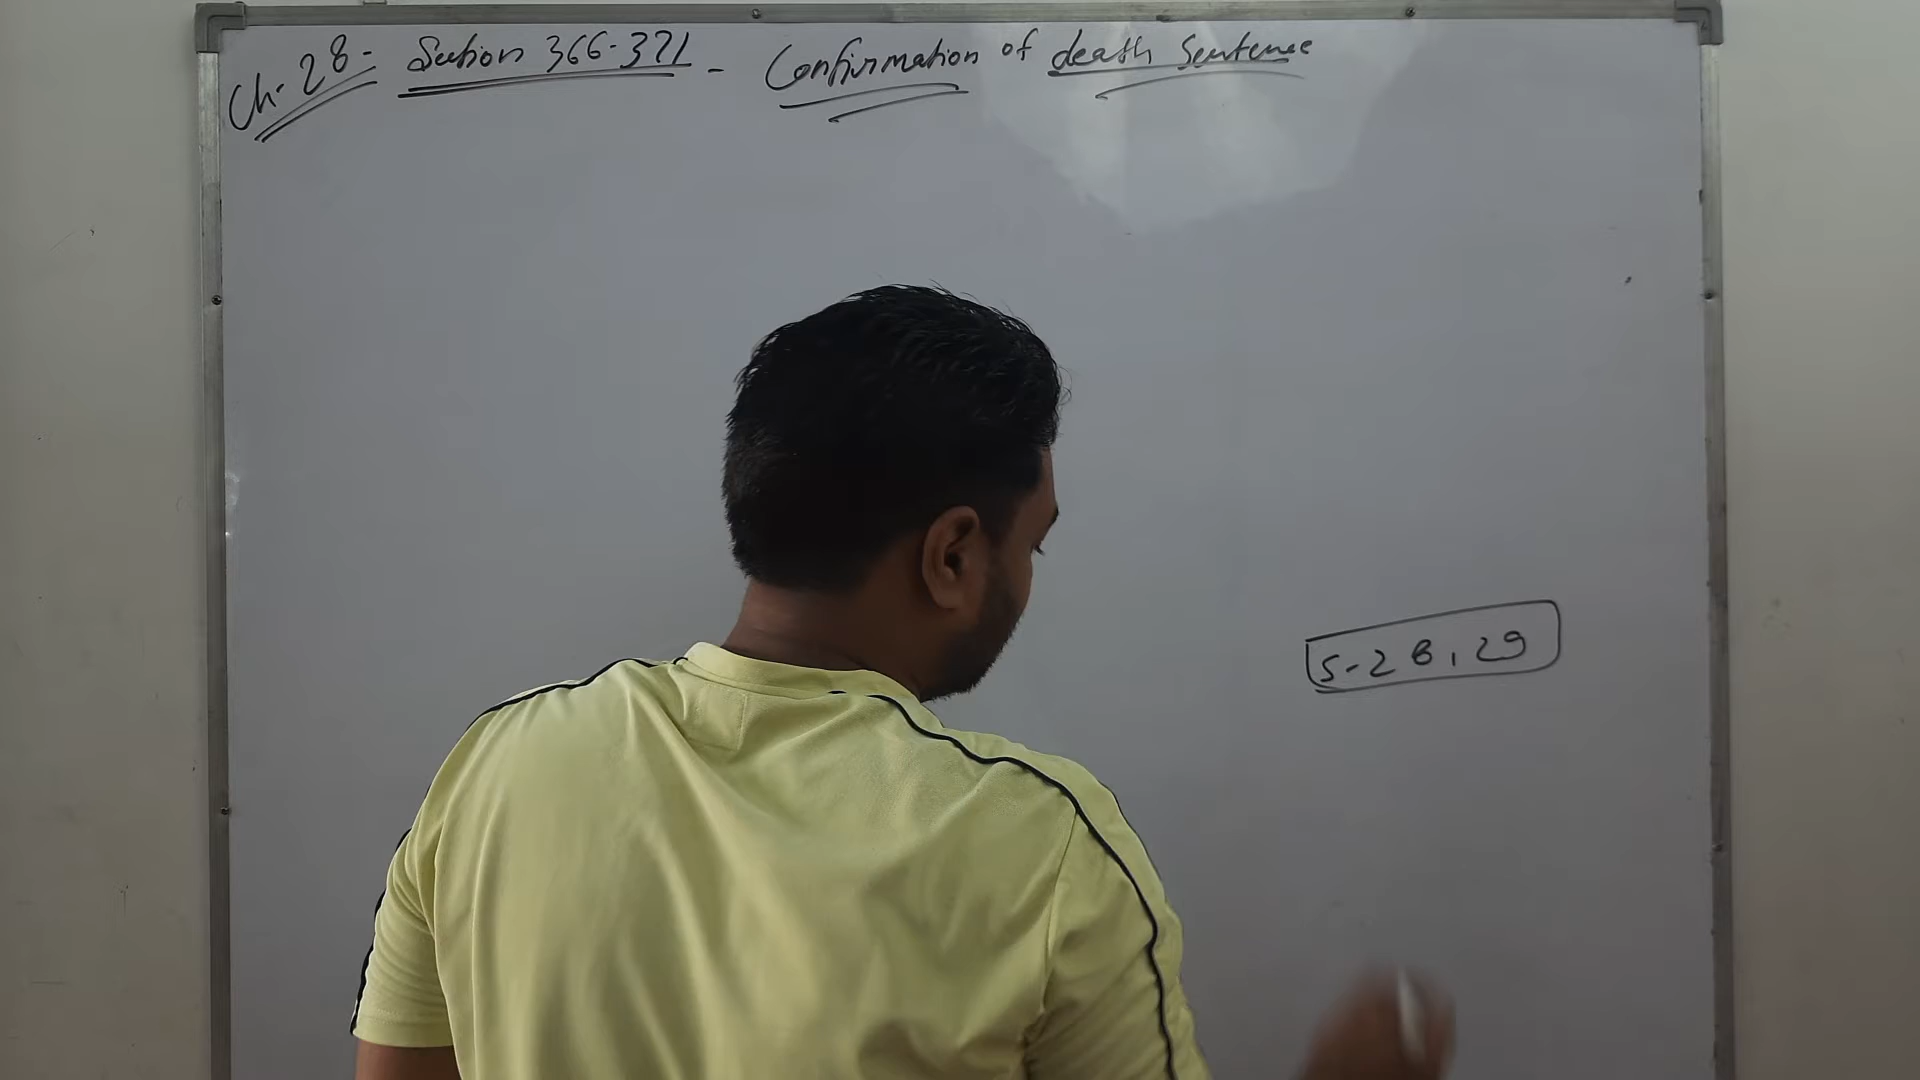 Ch-28- Section 366-371 - Confirmation of death Sentence
S-28, 29